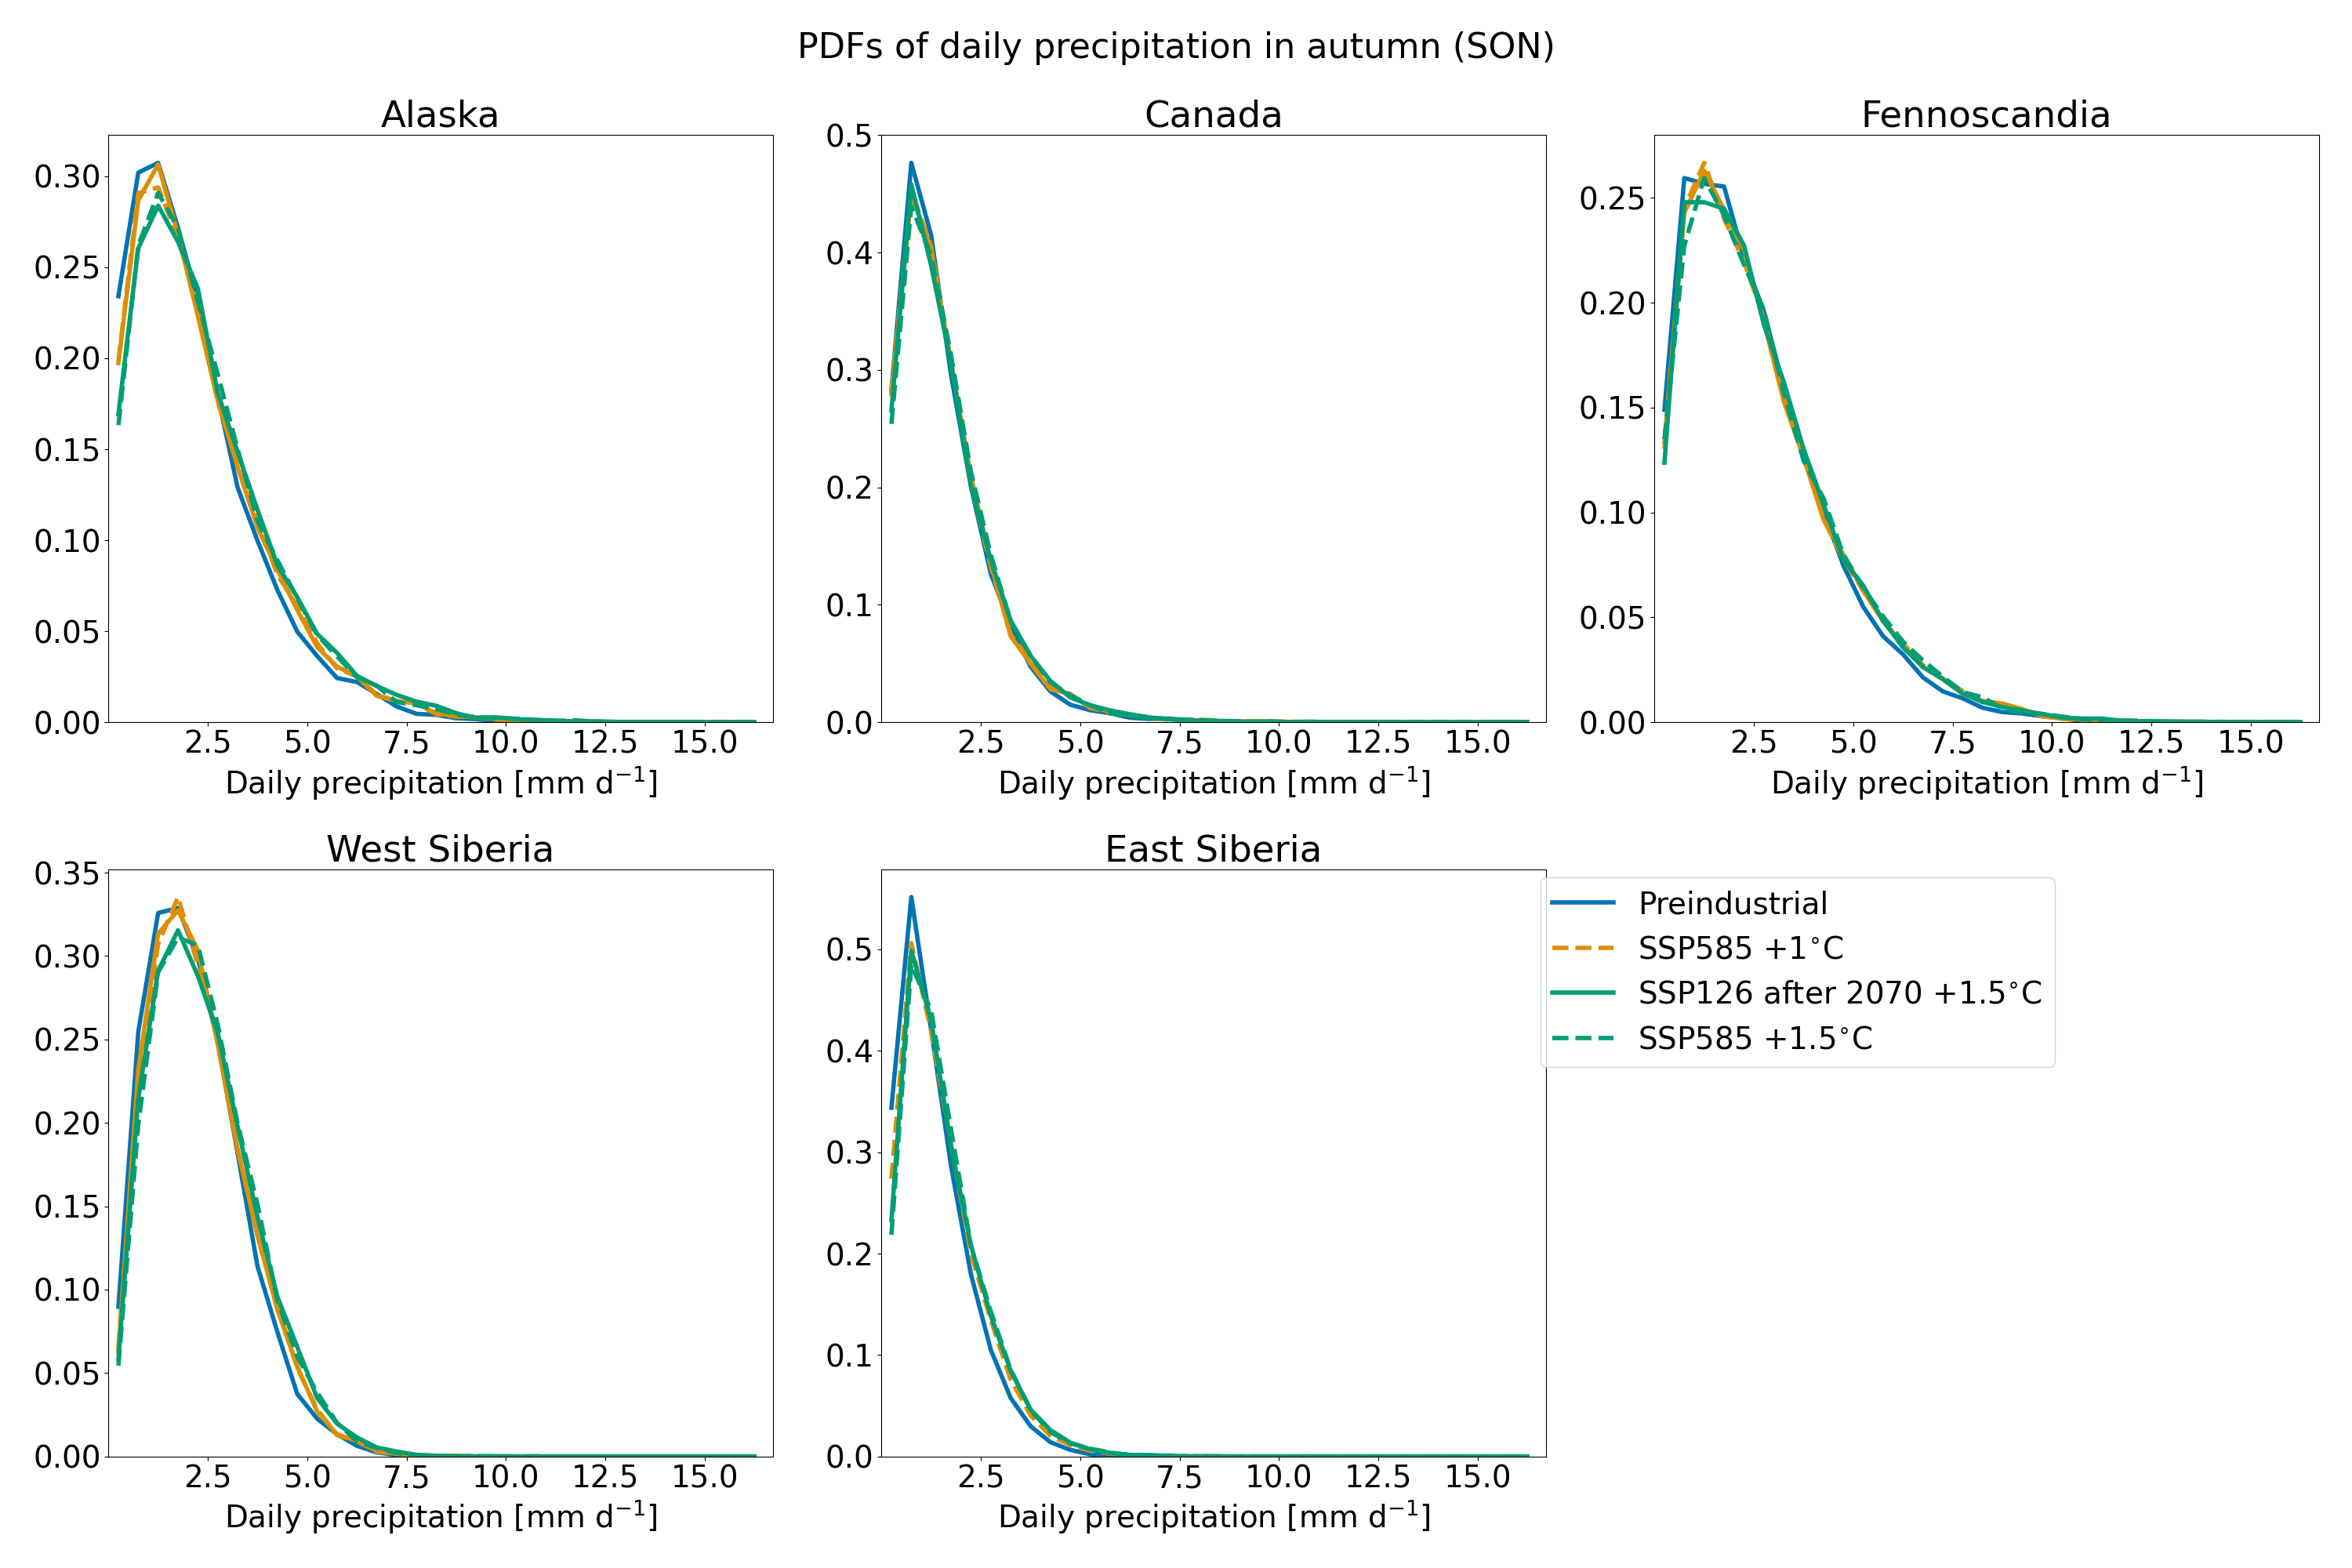 PDFs of daily precipitation in autumn (SON)
Alaska
0.30
0.25
0.20
0.15
0.10
0.05
0.00
2.5 5.0 7.5 10.0 12.5 15.0
Daily precipitation [mm d⁻¹]
Canada
0.5
0.4
0.3
0.2
0.1
0.0
2.5 5.0 7.5 10.0 12.5 15.0
Daily precipitation [mm d⁻¹]
Fennoscandia
0.25
0.20
0.15
0.10
0.05
0.00
2.5 5.0 7.5 10.0 12.5 15.0
Daily precipitation [mm d⁻¹]
West Siberia
0.35
0.30
0.25
0.20
0.15
0.10
0.05
0.00
2.5 5.0 7.5 10.0 12.5 15.0
Daily precipitation [mm d⁻¹]
East Siberia
0.5
0.4
0.3
0.2
0.1
0.0
2.5 5.0 7.5 10.0 12.5 15.0
Daily precipitation [mm d⁻¹]
Preindustrial
SSP585 +1°C
SSP126 after 2070 +1.5°C
SSP585 +1.5°C